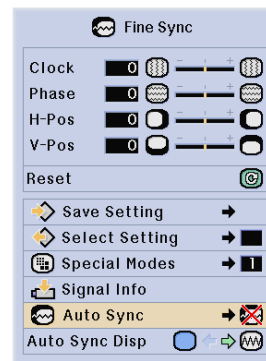 Fine Sync
Clock 0
Phase 0
H-Pos 0
V-Pos 0
Reset
Save Setting
Select Setting
Special Modes 1
Signal Info
Auto Sync
Auto Sync Disp